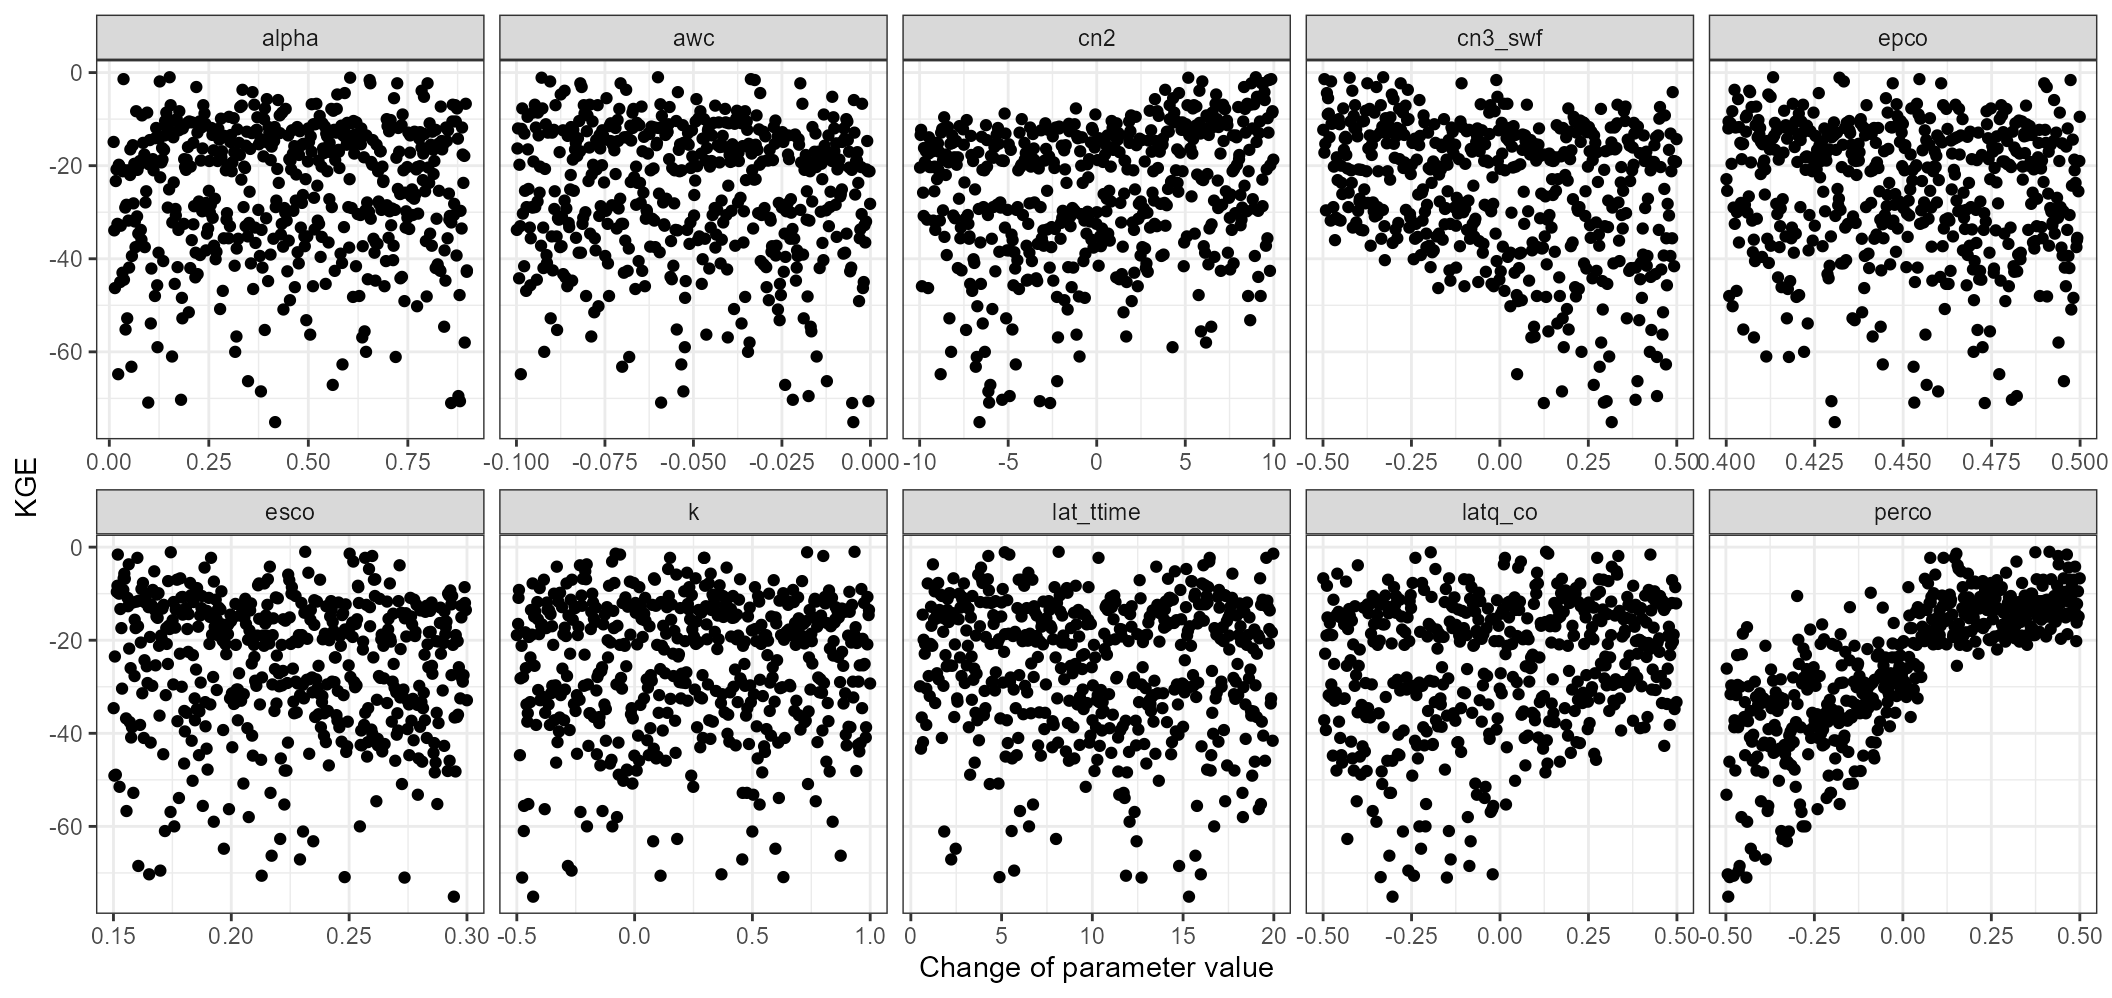 alpha awc cn2 cn3_swf epco
0
-20
-40
-60
0.00 0.25 0.50 0.75 -0.100 -0.075 -0.050 -0.025 0.000 -10 -5 0 5 10 -0.50 -0.25 0.00 0.25 0.50 0.400 0.425 0.450 0.475 0.500
KGE
esco k lat_ttime latq_co perco
0
-20
-40
-60
0.15 0.20 0.25 0.30 -0.5 0.0 0.5 1.0 0 5 10 15 20 -0.50 -0.25 0.00 0.25 0.50 -0.50 -0.25 0.00 0.25 0.50
Change of parameter value